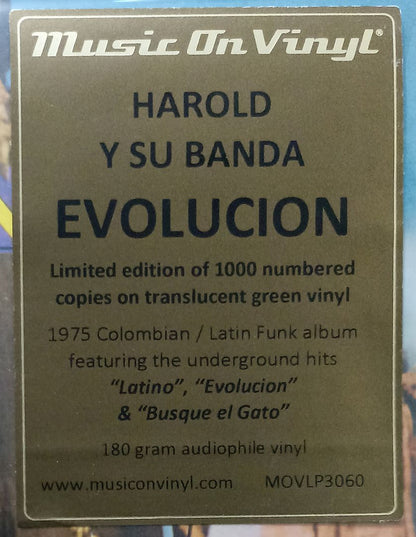 Music On Vinyl®
HAROLD
Y SU BANDA
EVOLUCION
Limited edition of 1000 numbered
copies on translucent green vinyl
1975 Colombian / Latin Funk album
featuring the underground hits
“Latino”, “Evolucion”
& “Busque el Gato”
180 gram audiophile vinyl
www.musiconvinyl.com MOVLP3060